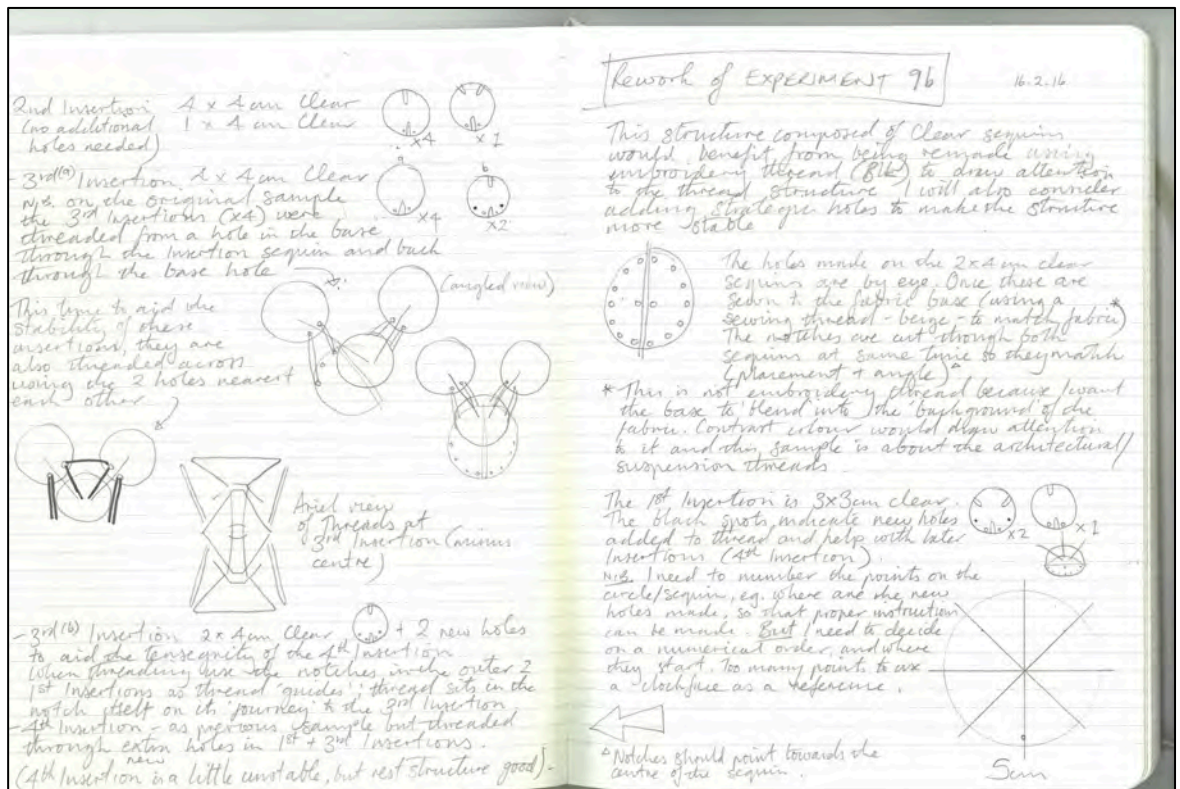 2nd Insertion 4 x 4cm Clear
(no additional 1 x 4cm Clear
holes needed)
x4 x1
- 3rd(a) Insertion 4 x 4cm Clear
a b
N.B. on the original sample
x4 x2
the 3rd Insertions (x4) were
threaded from a hole in the base
through the Insertion sequin and back
through the base hole
(angled view)
This time to aid the
stability of these
insertions, they are
also threaded across
using the 2 holes nearest
each other
Ariel view
of Threads at
3rd Insertion (minus
centre)
- 3rd(b) Insertion 2 x 4cm Clear + 2 new holes
to aid the tensegrity of the 4th Insertion
When threading use the notches in the outer 2
1st Insertions as thread 'guides'; thread sits in the
notch itself on its 'journey' to the 3rd Insertion.
- 4th Insertion - as previous sample but threaded
through extra holes in 1st + 3rd Insertions.
new
(4th Insertion is a little unstable, but rest structure good).
Rework of EXPERIMENT 9b
16.2.16
This structure composed of Clear sequins
would benefit from being remade using
embroidery thread (Blk) to draw attention
to the thread structure I will also consider
adding strategic holes to make the structure
more stable
The holes made on the 2x4cm clear
sequins are by eye. Once these are
sewn to the fabric base (using a
sewing thread - beige - to match fabric) *
The notches are cut through both
sequins at same time so they match
(placement + angle) △
* This is not embroidery thread because I want
the base to 'blend into' the background of the
fabric. Contrast colour would draw attention
to it and this sample is about the architectural/
suspension threads
The 1st Insertion is 3x3cm clear.
The black spots indicate new holes
x2 x1
added to thread and help with later
Insertions (4th Insertion).
N.B. I need to number the points on the
circle/sequin, eg. where are the new
holes made, so that proper instruction
can be made. But I need to decide
on a numerical order, and where
they start. Too many points to use
a clockface as a reference.
△ Notches should point towards the
centre of the sequin.
5cm